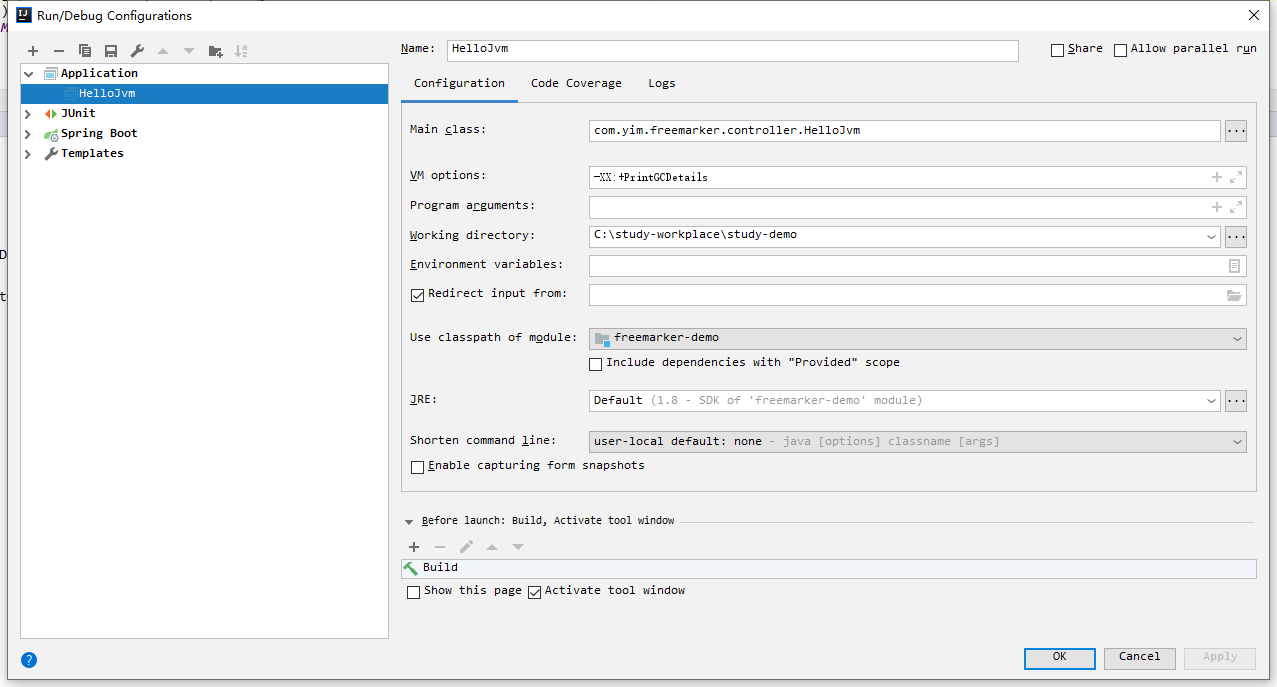 Run/Debug Configurations
Name: HelloJvm
Share
Allow parallel run
Application
HelloJvm
JUnit
Spring Boot
Templates
Configuration Code Coverage Logs
Main class: com.yim.freemarker.controller.HelloJvm ...
VM options: -XX:+PrintGCDetails
Program arguments:
Working directory: C:\study-workplace\study-demo ...
Environment variables:
Redirect input from:
Use classpath of module: freemarker-demo
Include dependencies with "Provided" scope
JRE: Default (1.8 - SDK of 'freemarker-demo' module) ...
Shorten command line: user-local default: none - java [options] classname [args]
Enable capturing form snapshots
Before launch: Build, Activate tool window
Build
Show this page Activate tool window
?
OK Cancel Apply